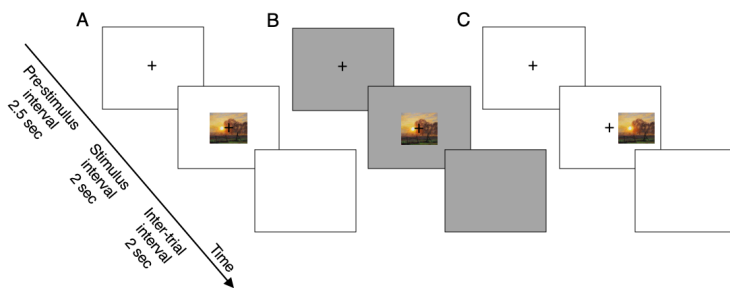 A
B
C
Pre-stimulus
interval
2.5 sec
Stimulus
interval
2 sec
Inter-trial
interval
2 sec
Time